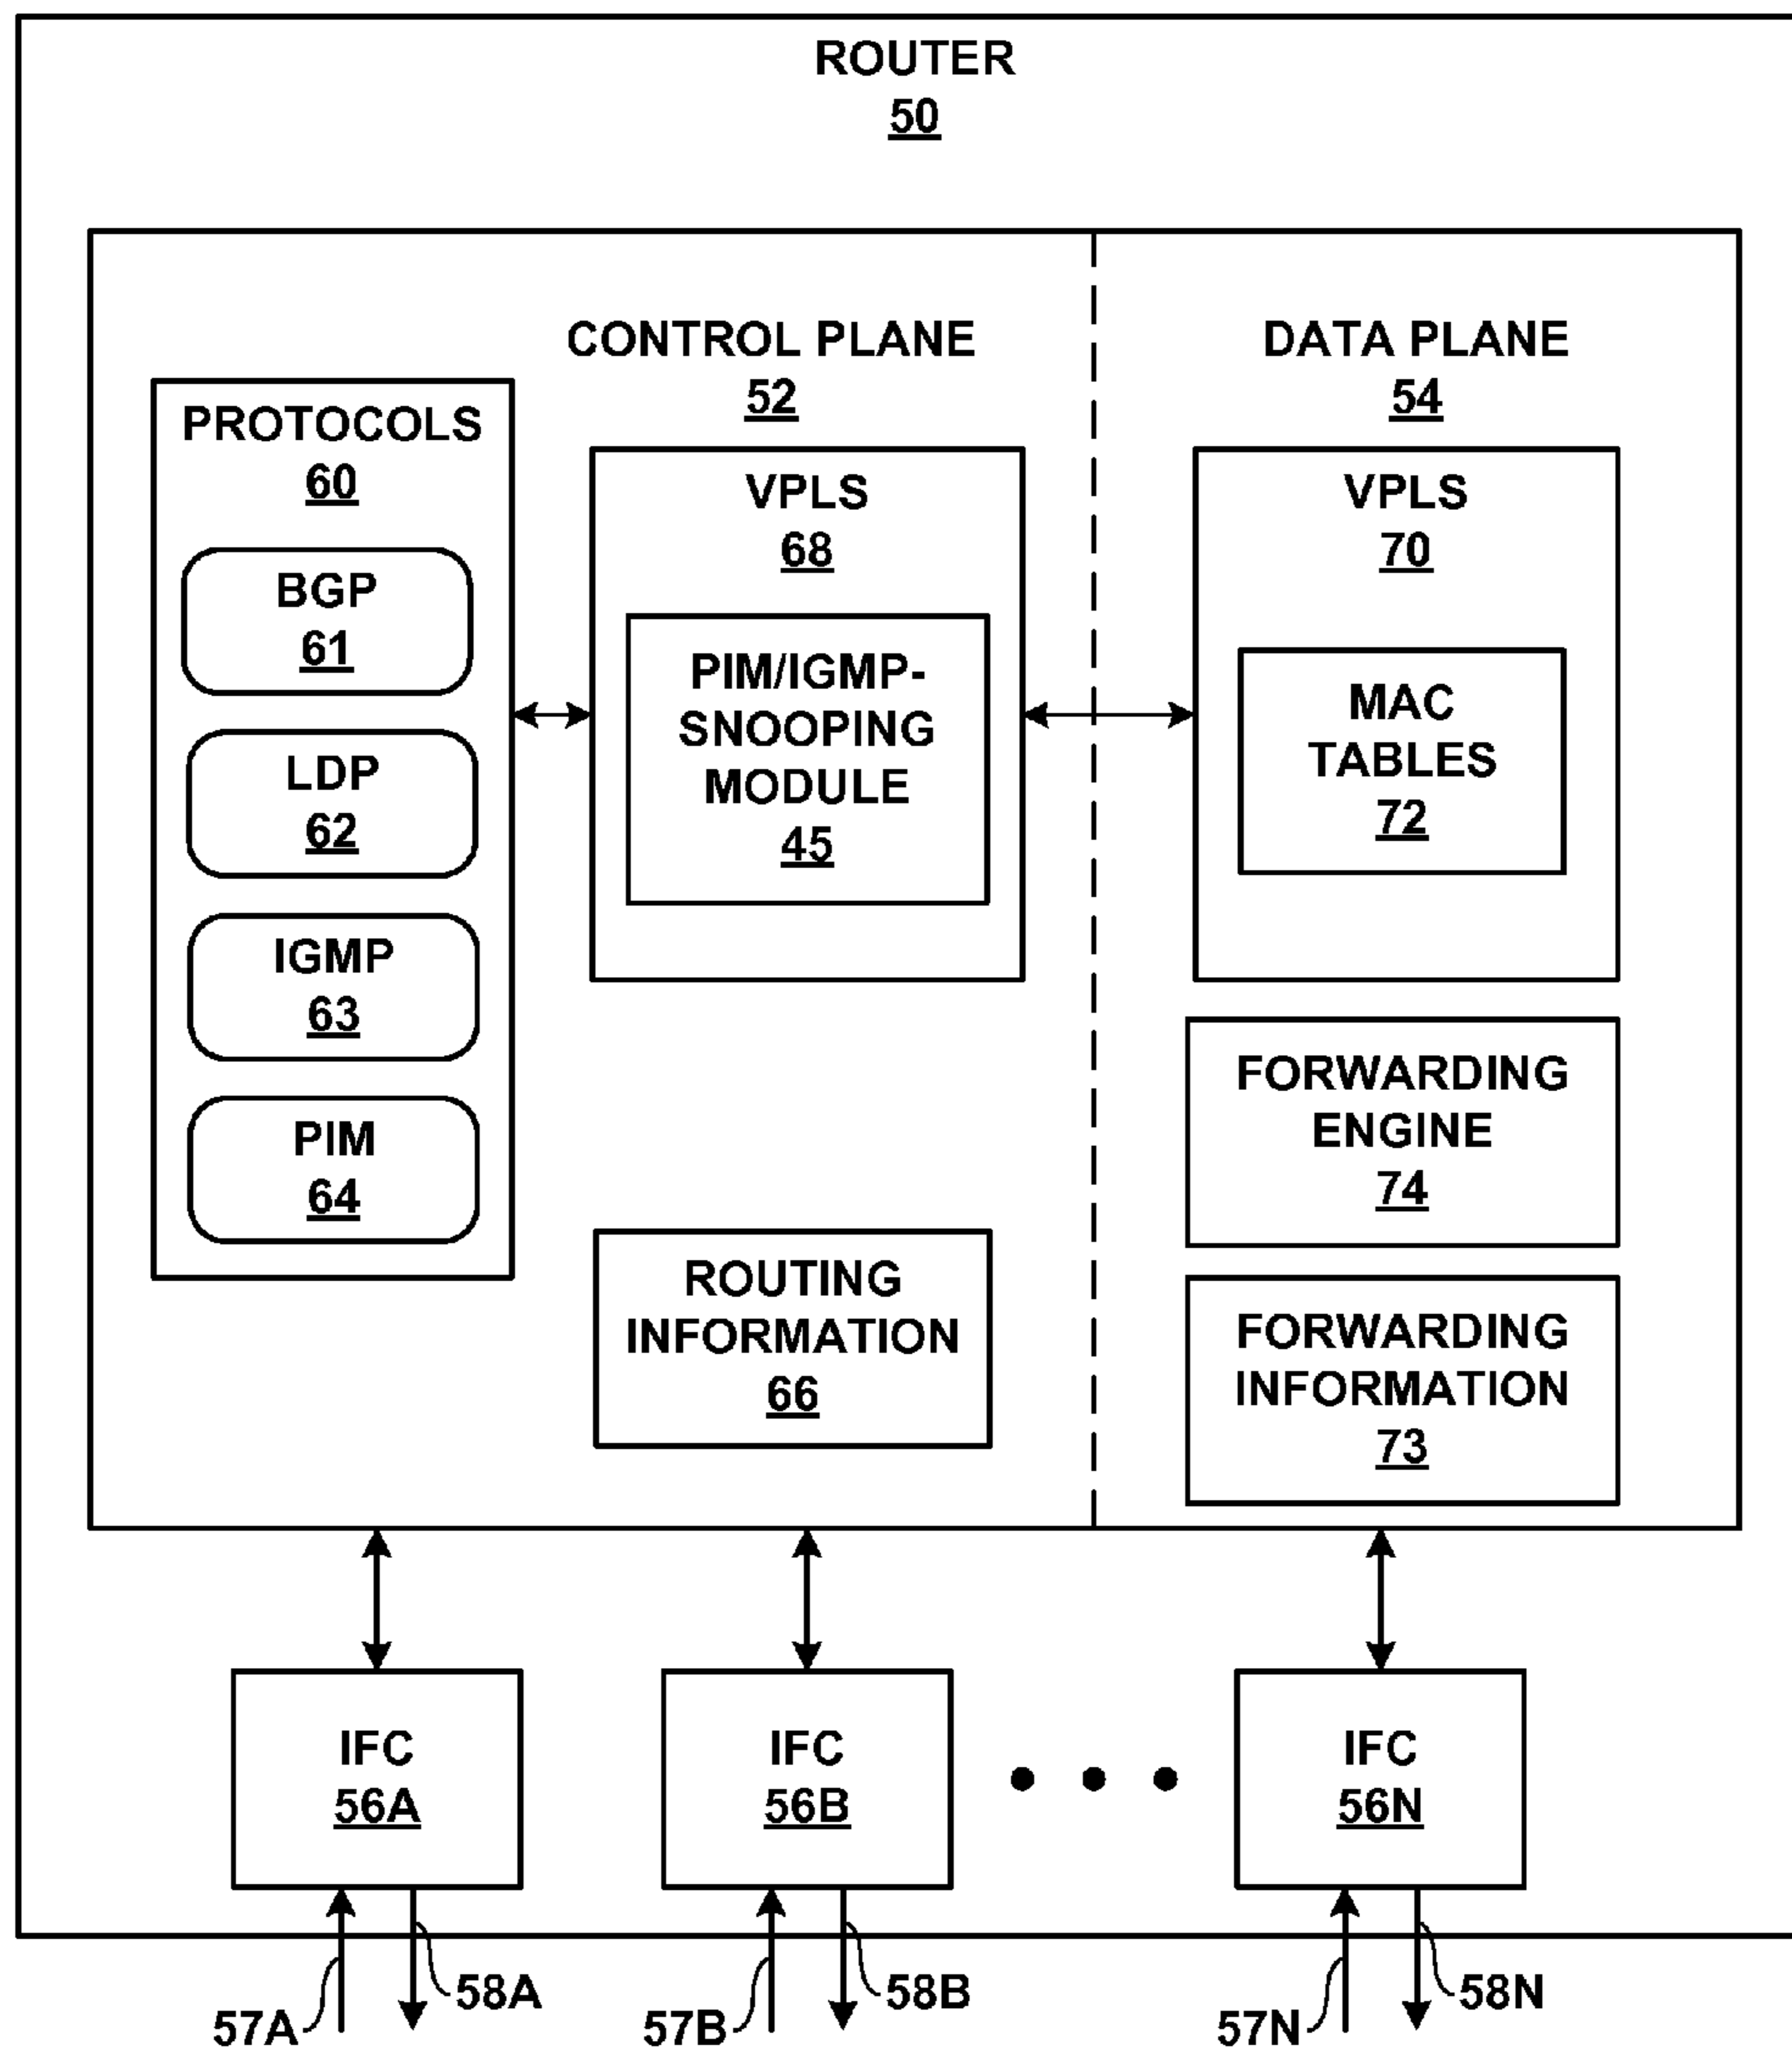 ROUTER
50
CONTROL PLANE
52
DATA PLANE
54
PROTOCOLS
60
BGP
61
LDP
62
IGMP
63
PIM
64
VPLS
68
PIM/IGMP-
SNOOPING
MODULE
45
ROUTING
INFORMATION
66
VPLS
70
MAC
TABLES
72
FORWARDING
ENGINE
74
FORWARDING
INFORMATION
73
IFC
56A
IFC
56B
IFC
56N
57A
58A
57B
58B
57N
58N